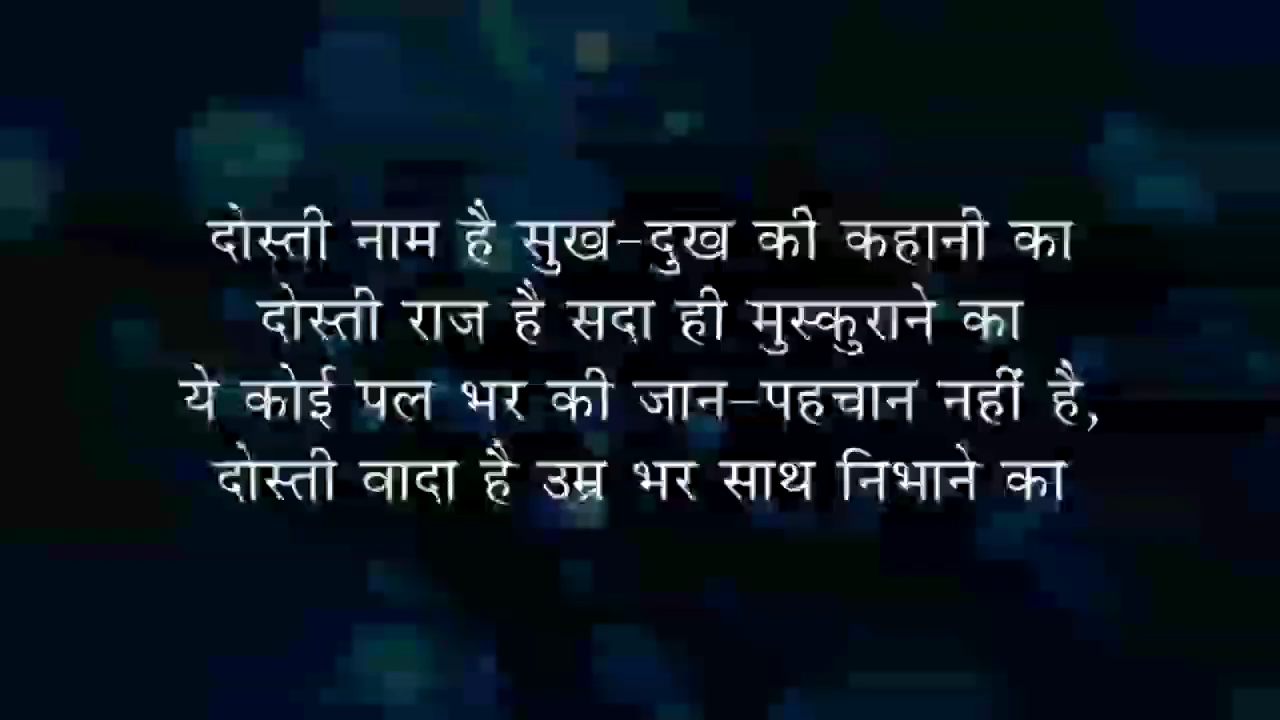 दोस्ती नाम है सुख-दुख की कहानी का
दोस्ती राज है सदा ही मुस्कुराने का
ये कोई पल भर की जान-पहचान नहीं है,
दोस्ती वादा है उम्र भर साथ निभाने का